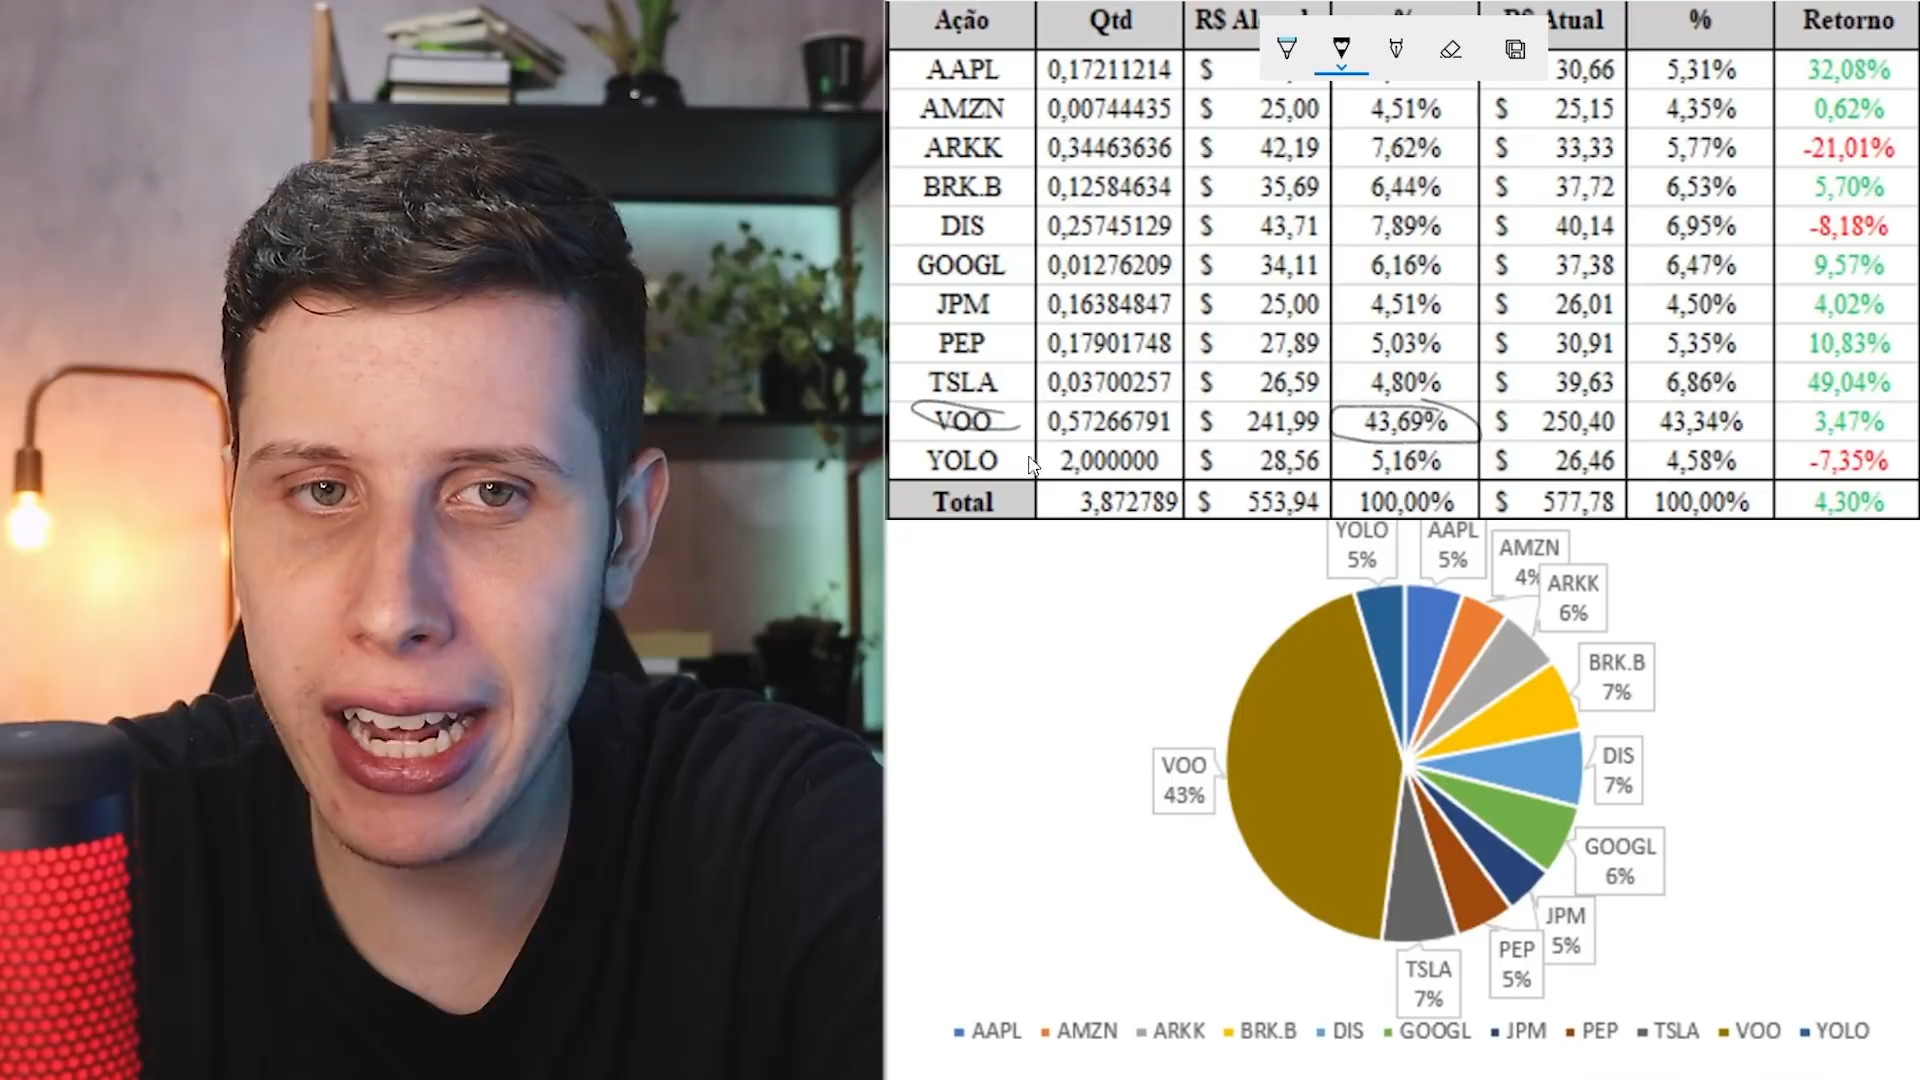 Ação Qtd R$ % Atual % Retorno
AAPL 0,17211214 $ 30,66 5,31% 32,08%
AMZN 0,00744435 $ 25,00 4,51% $ 25,15 4,35% 0,62%
ARKK 0,34463636 $ 42,19 7,62% $ 33,33 5,77% -21,01%
BRK.B 0,12584634 $ 35,69 6,44% $ 37,72 6,53% 5,70%
DIS 0,25745129 $ 43,71 7,89% $ 40,14 6,95% -8,18%
GOOGL 0,01276209 $ 34,11 6,16% $ 37,38 6,47% 9,57%
JPM 0,16384847 $ 25,00 4,51% $ 26,01 4,50% 4,02%
PEP 0,17901748 $ 27,89 5,03% $ 30,91 5,35% 10,83%
TSLA 0,03700257 $ 26,59 4,80% $ 39,63 6,86% 49,04%
VOO 0,57266791 $ 241,99 43,69% $ 250,40 43,34% 3,47%
YOLO 2,000000 $ 28,56 5,16% $ 26,46 4,58% -7,35%
Total 3,872789 $ 553,94 100,00% $ 577,78 100,00% 4,30%
YOLO
5%
AAPL
5%
AMZN
4%
ARKK
6%
BRK.B
7%
DIS
7%
GOOGL
6%
JPM
5%
PEP
5%
TSLA
7%
VOO
43%
AAPL AMZN ARKK BRK.B DIS GOOGL JPM PEP TSLA VOO YOLO